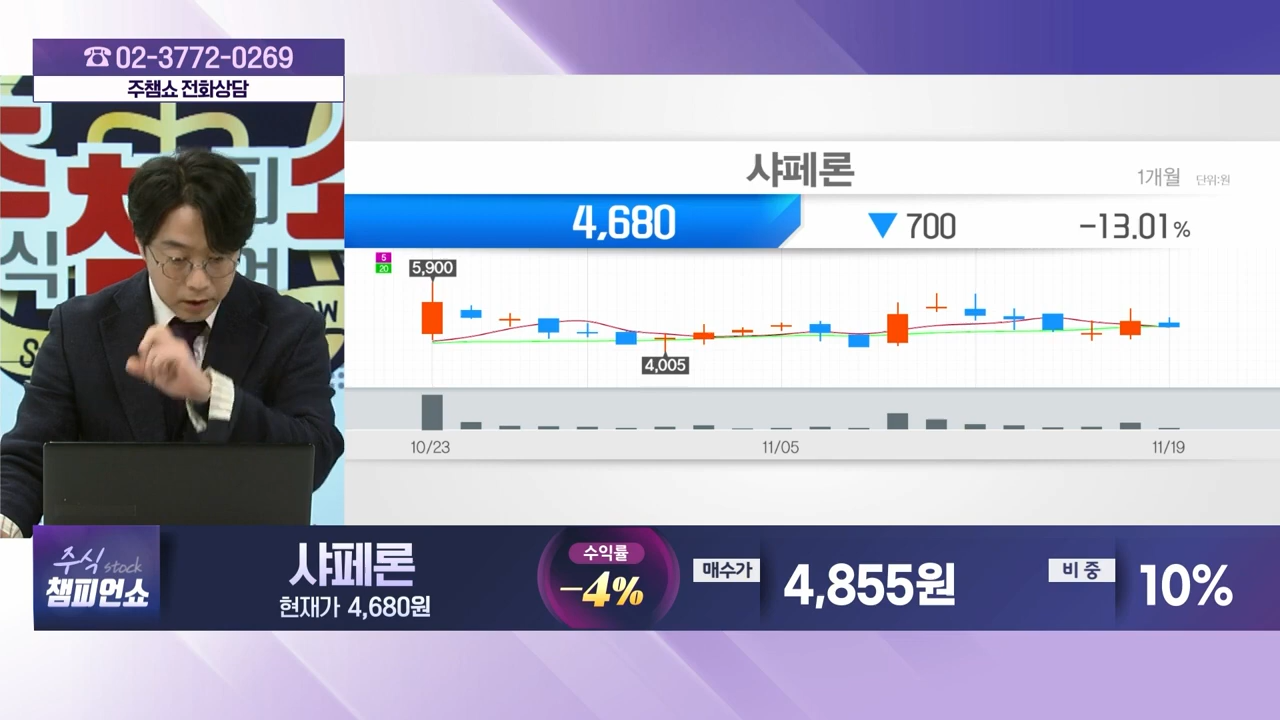 ☎02-3772-0269
주챔쇼 전화상담
식
피
업
S
W
샤페론
1개월 단위:원
4,680 ▼ 700 -13.01%
5
20
5,900
4,005
10/23 11/05 11/19
주식 stock
챔피언쇼
샤페론
현재가 4,680원
수익률
-4%
매수가 4,855원
비중 10%